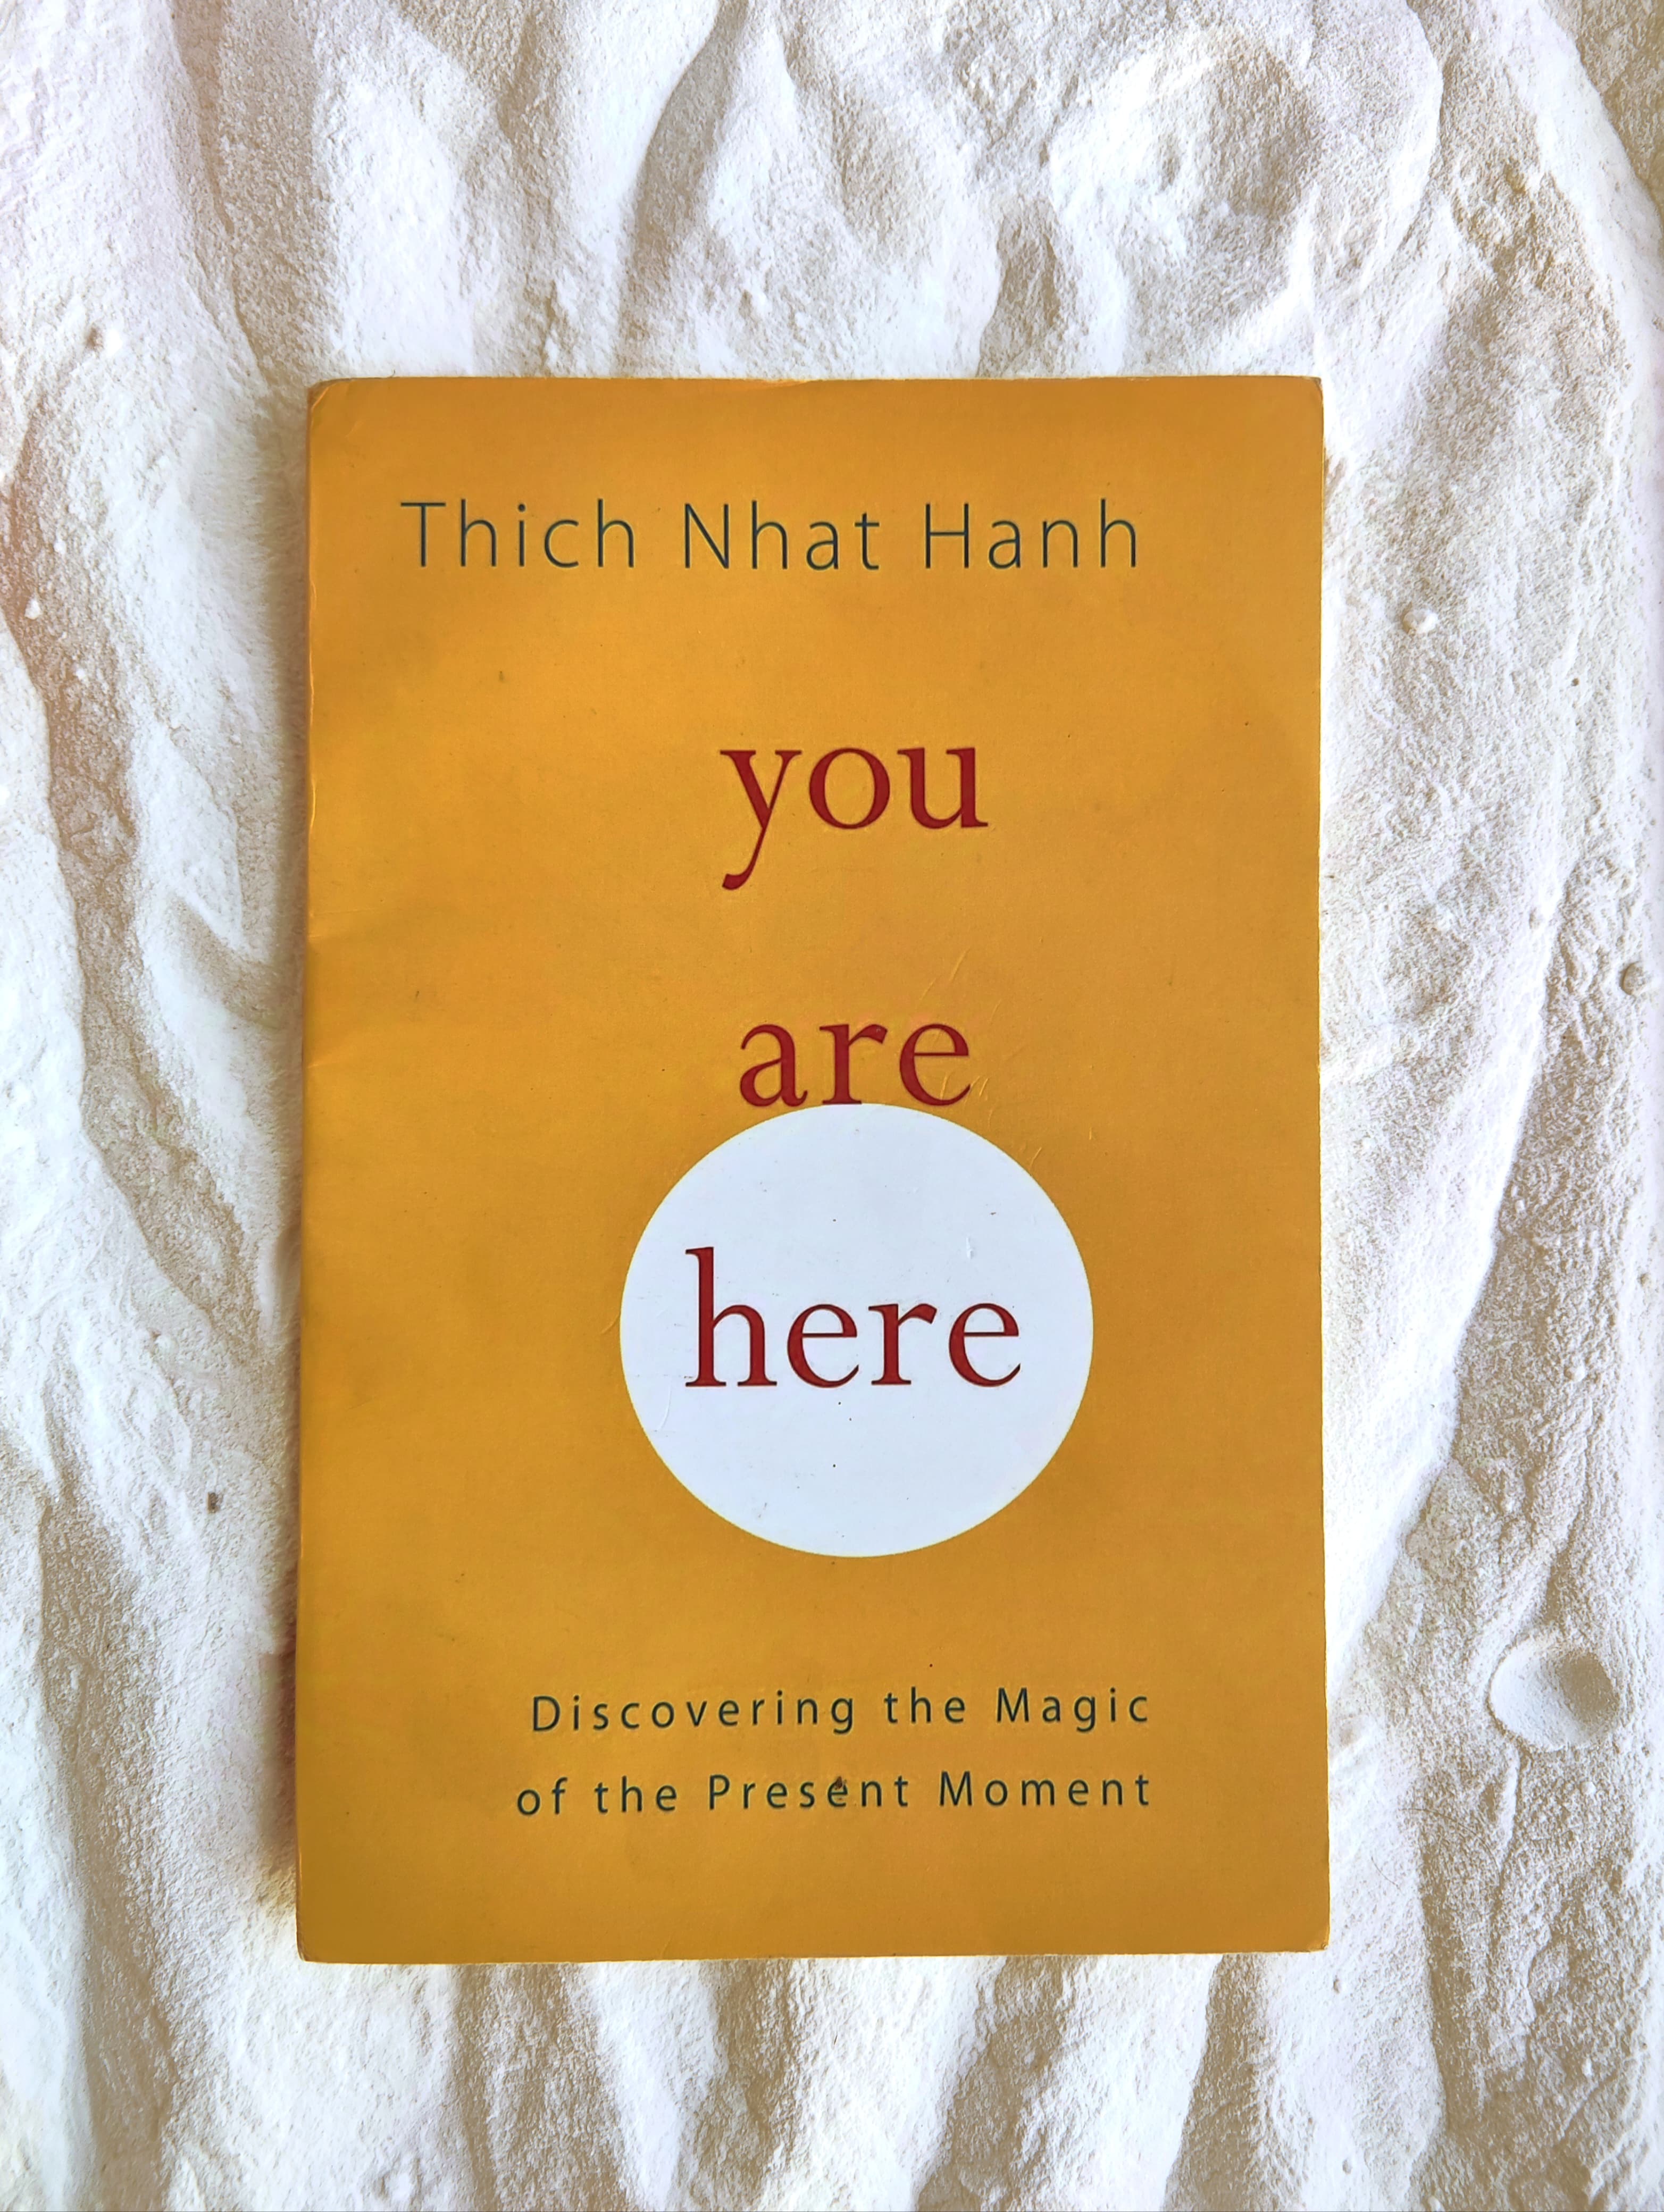 Thich Nhat Hanh
you
are
here
Discovering the Magic
of the Present Moment